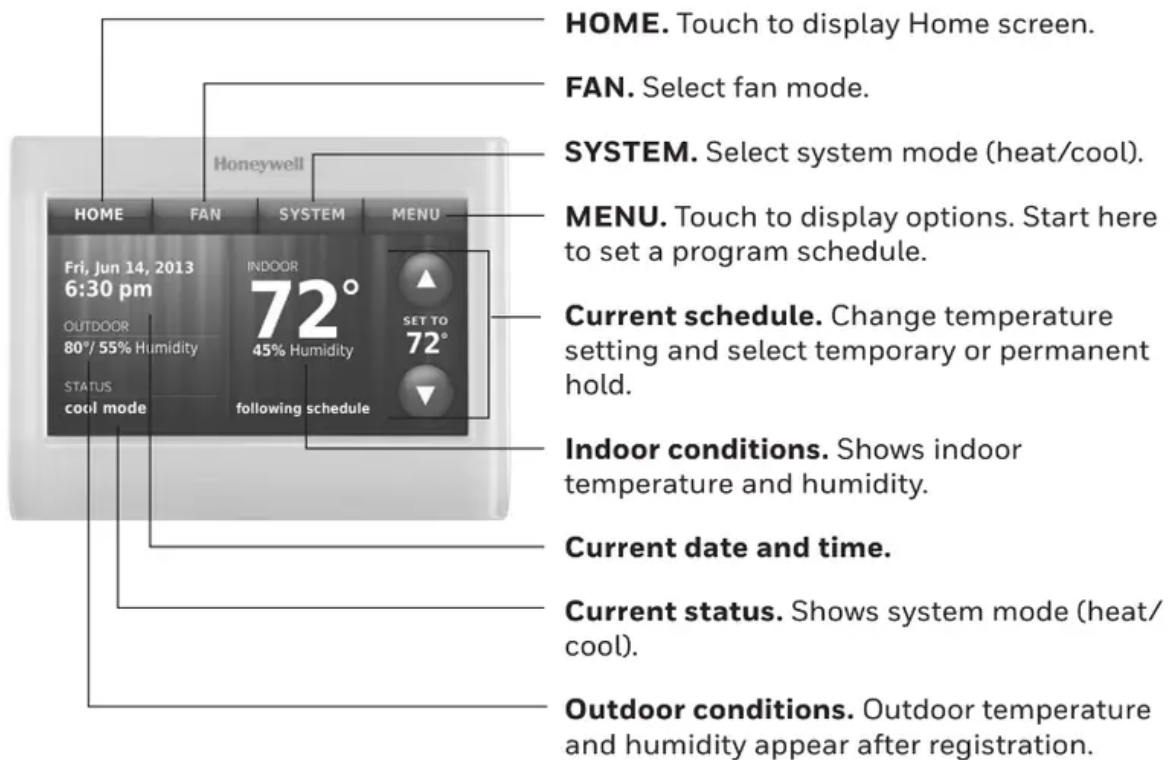 HOME. Touch to display Home screen.
FAN. Select fan mode.
SYSTEM. Select system mode (heat/cool).
MENU. Touch to display options. Start here
to set a program schedule.
Current schedule. Change temperature
setting and select temporary or permanent
hold.
Indoor conditions. Shows indoor
temperature and humidity.
Current date and time.
Current status. Shows system mode (heat/
cool).
Outdoor conditions. Outdoor temperature
and humidity appear after registration.
Honeywell
HOME FAN SYSTEM MENU
Fri, Jun 14, 2013
6:30 pm
OUTDOOR
80°/ 55% Humidity
STATUS
cool mode
INDOOR
72°
45% Humidity
following schedule
SET TO
72°